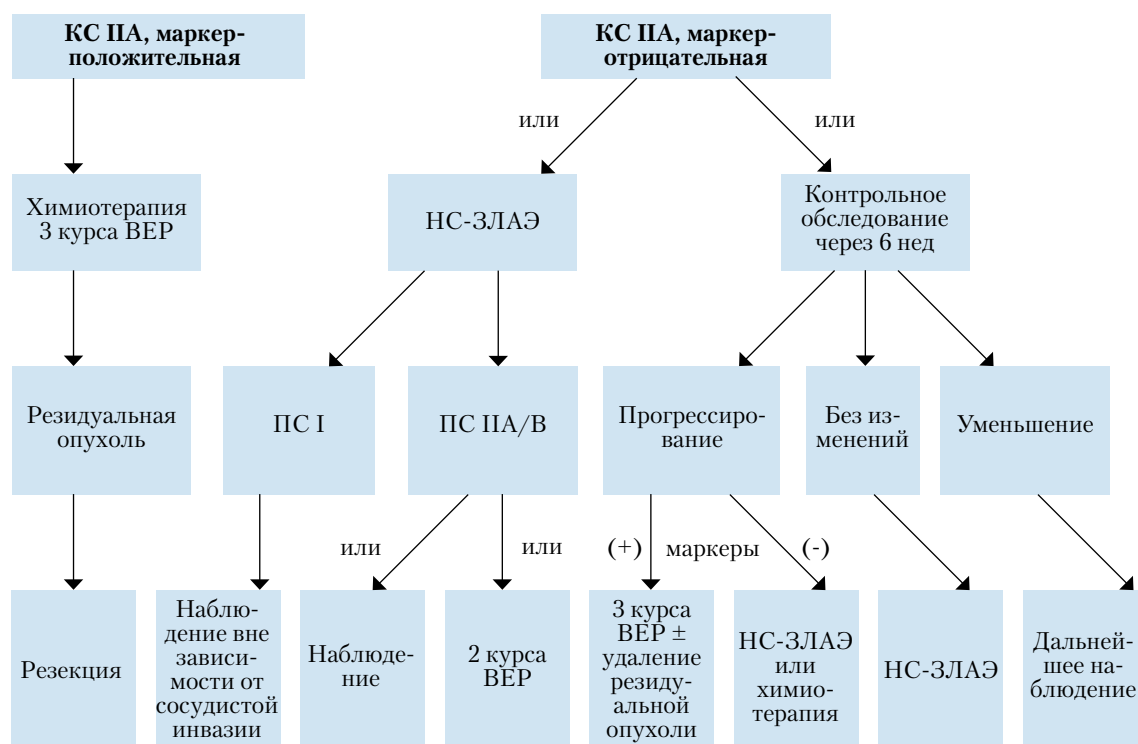 КС IIA, маркер-
положительная
КС IIA, маркер-
отрицательная
или
или
Химиотерапия
3 курса BEP
НС-ЗЛАЭ
Контрольное
обследование
через 6 нед
Резидуальная
опухоль
ПС I
ПС IIA/B
Прогрессиро-
вание
Без из-
менений
Уменьшение
или
или
(+)
маркеры
(-)
Резекция
Наблю-
дение вне
зависи-
мости от
сосудистой
инвазии
Наблюде-
ние
2 курса
BEP
3 курса
BEP ±
удаление
резиду-
альной
опухоли
НС-ЗЛАЭ
или
химио-
терапия
НС-ЗЛАЭ
Дальней-
шее на-
блюдение